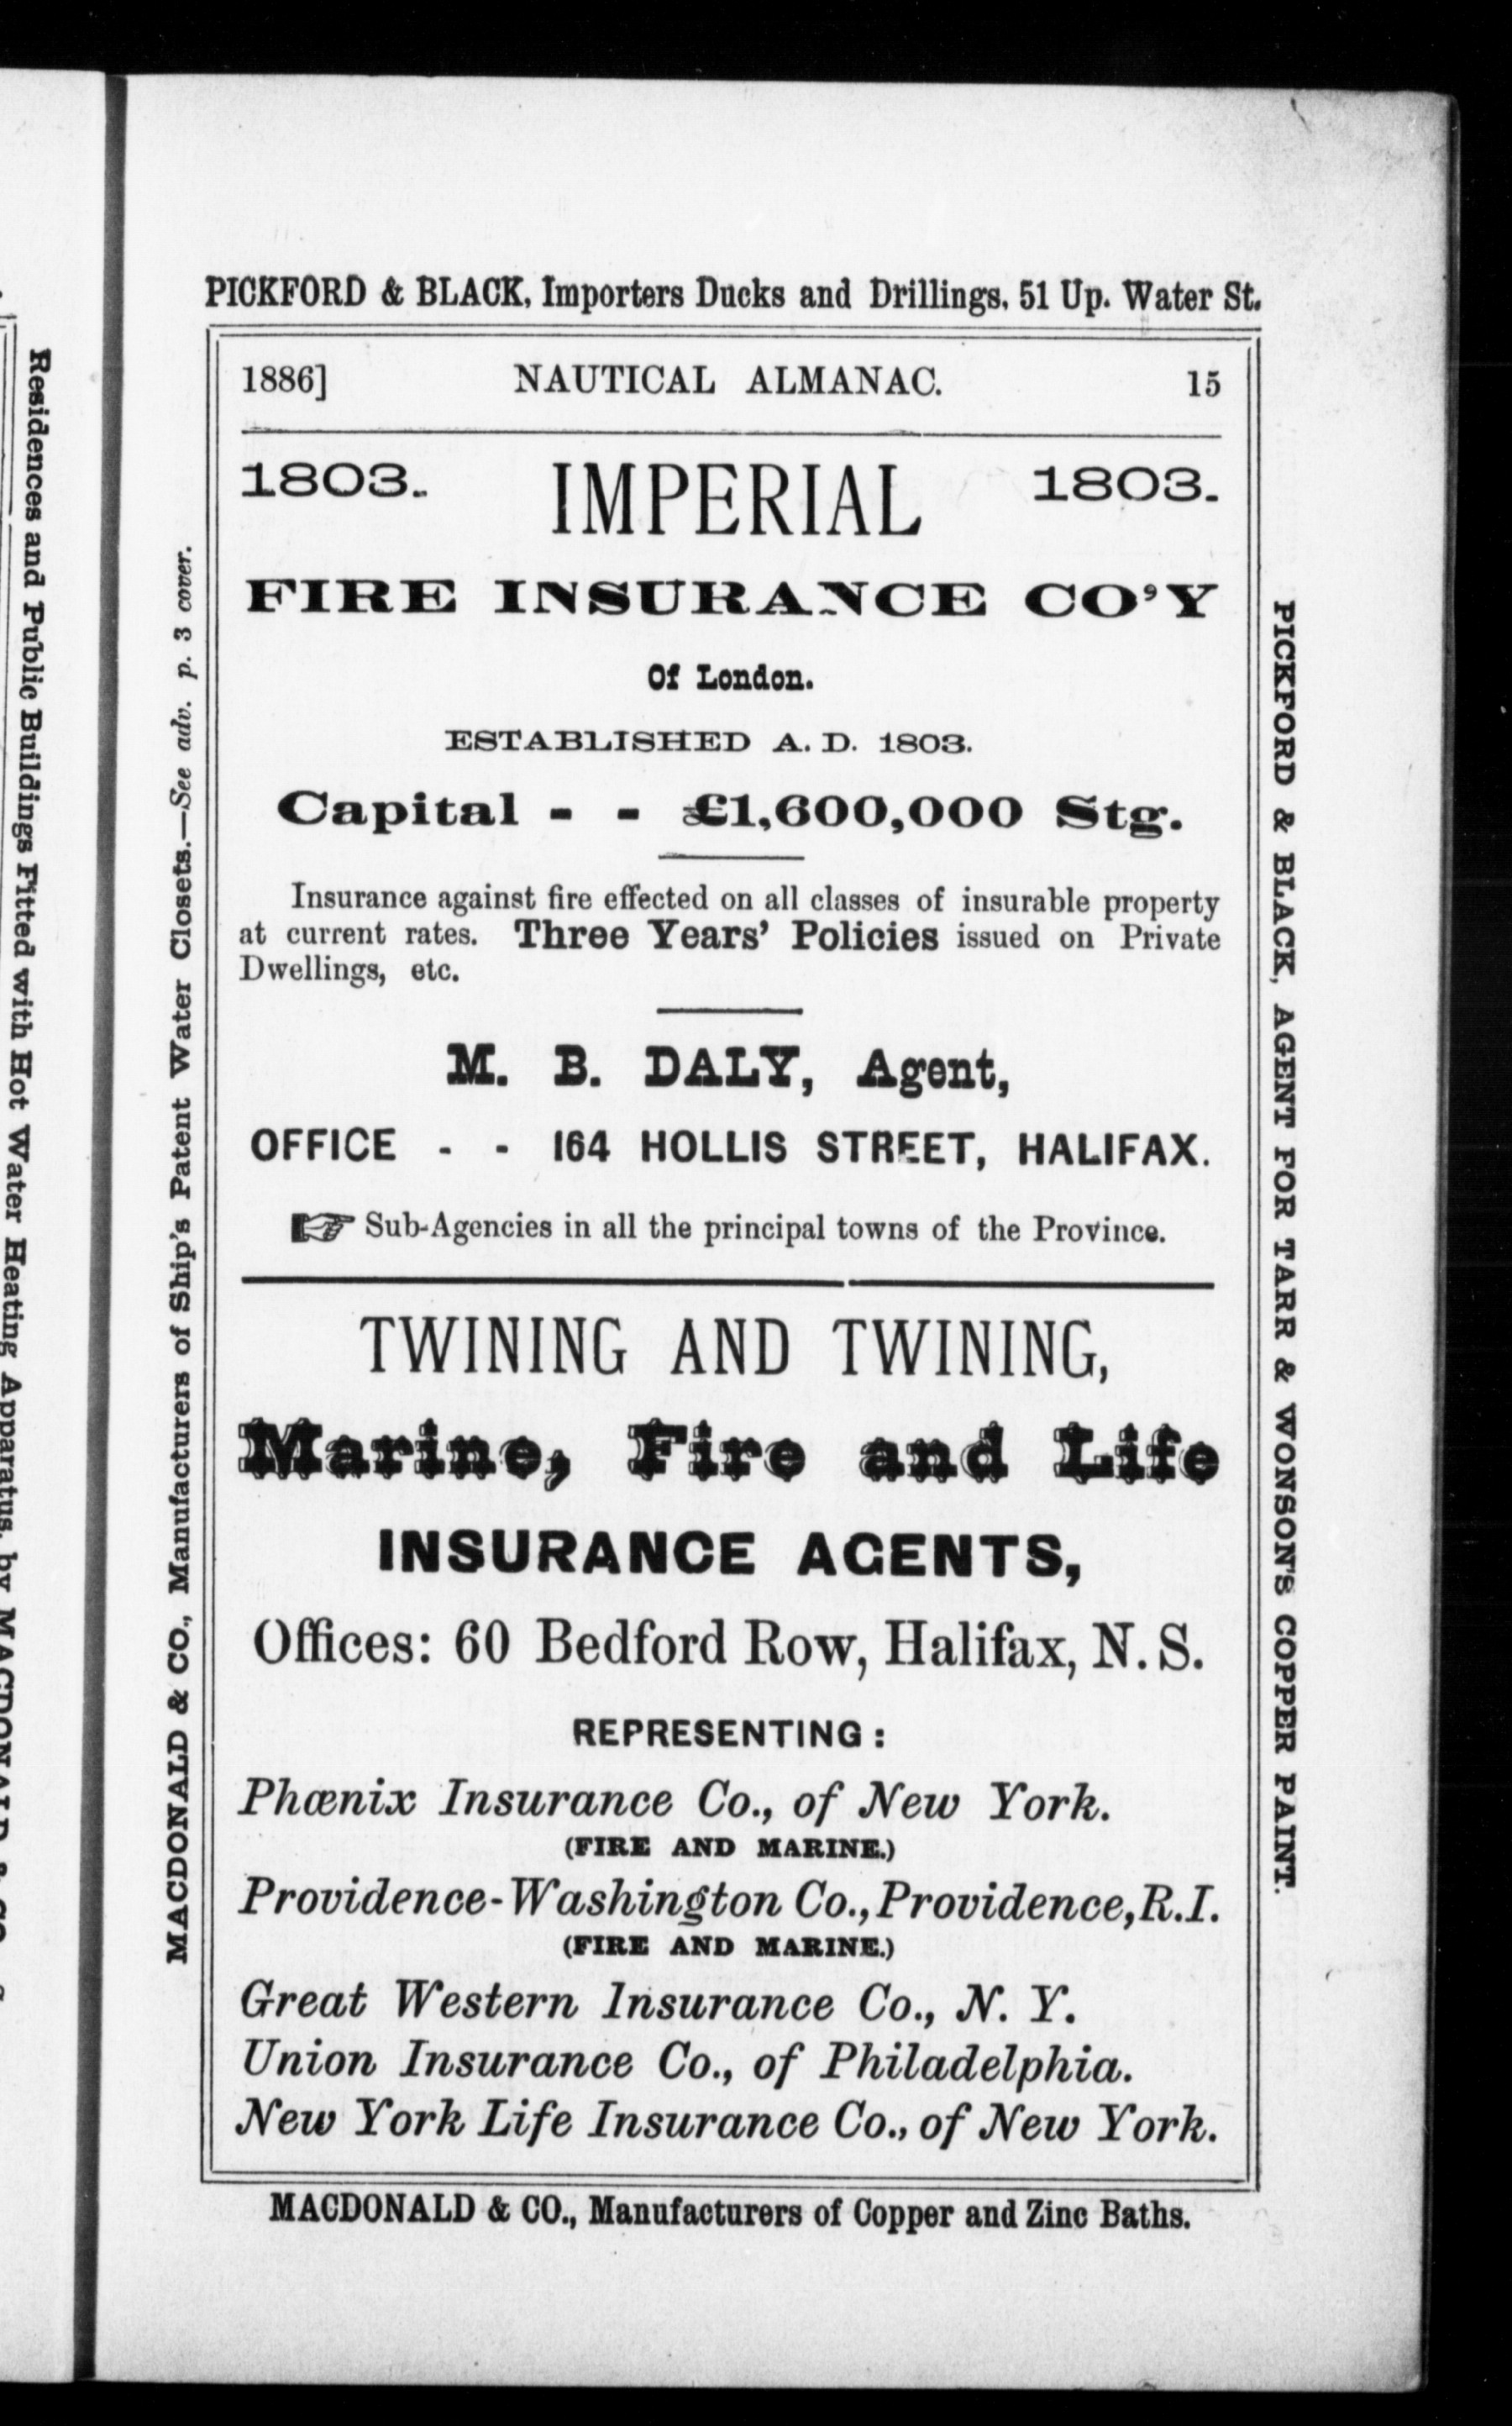 Residences and Public Buildings Fitted with Hot Water Heating Apparatus, by MACDONALD & CO.
MACDONALD & CO., Manufacturers of Ship's Patent Water Closets.—See adv. p. 3 cover.
PICKFORD & BLACK, Importers Ducks and Drillings, 51 Up. Water St.
1886] NAUTICAL ALMANAC. 15
1803. IMPERIAL 1803.
FIRE INSURANCE CO'Y
Of London.
ESTABLISHED A. D. 1803.
Capital - - £1,600,000 Stg.
Insurance against fire effected on all classes of insurable property
at current rates. Three Years' Policies issued on Private
Dwellings, etc.
M. B. DALY, Agent,
OFFICE - - 164 HOLLIS STREET, HALIFAX.
☞ Sub-Agencies in all the principal towns of the Province.
TWINING AND TWINING,
Marine, Fire and Life
INSURANCE AGENTS,
Offices: 60 Bedford Row, Halifax, N. S.
REPRESENTING:
Phœnix Insurance Co., of New York.
(FIRE AND MARINE.)
Providence-Washington Co., Providence, R.I.
(FIRE AND MARINE.)
Great Western Insurance Co., N. Y.
Union Insurance Co., of Philadelphia.
New York Life Insurance Co., of New York.
PICKFORD & BLACK, AGENT FOR TARR & WONSON'S COPPER PAINT.
MACDONALD & CO., Manufacturers of Copper and Zinc Baths.